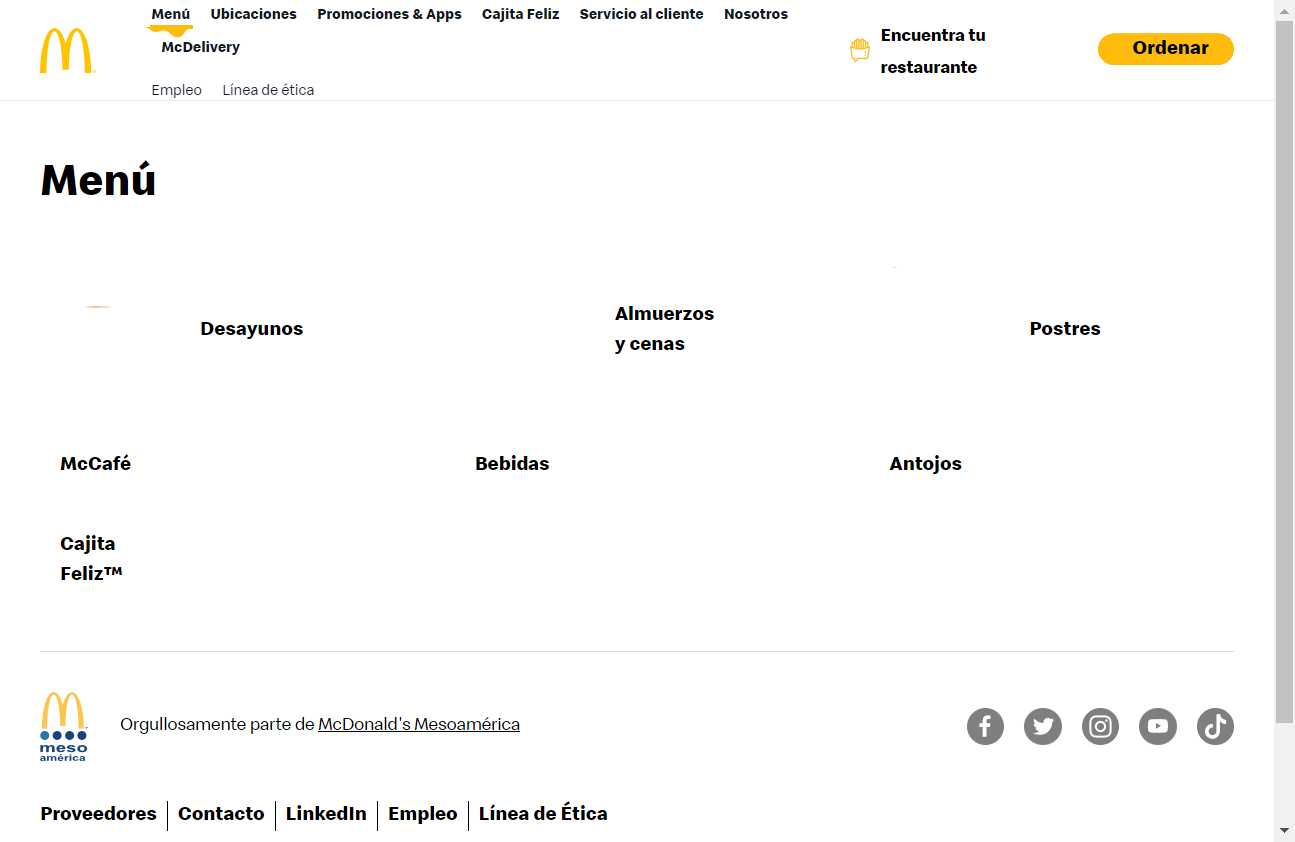 Menú Ubicaciones Promociones & Apps Cajita Feliz Servicio al cliente Nosotros
McDelivery
Encuentra tu
restaurante
Ordenar
Empleo Línea de ética
Menú
Desayunos
Almuerzos
y cenas
Postres
McCafé
Bebidas
Antojos
Cajita
Feliz™
meso
américa
Orgullosamente parte de McDonald's Mesoamérica
Proveedores Contacto LinkedIn Empleo Línea de Ética